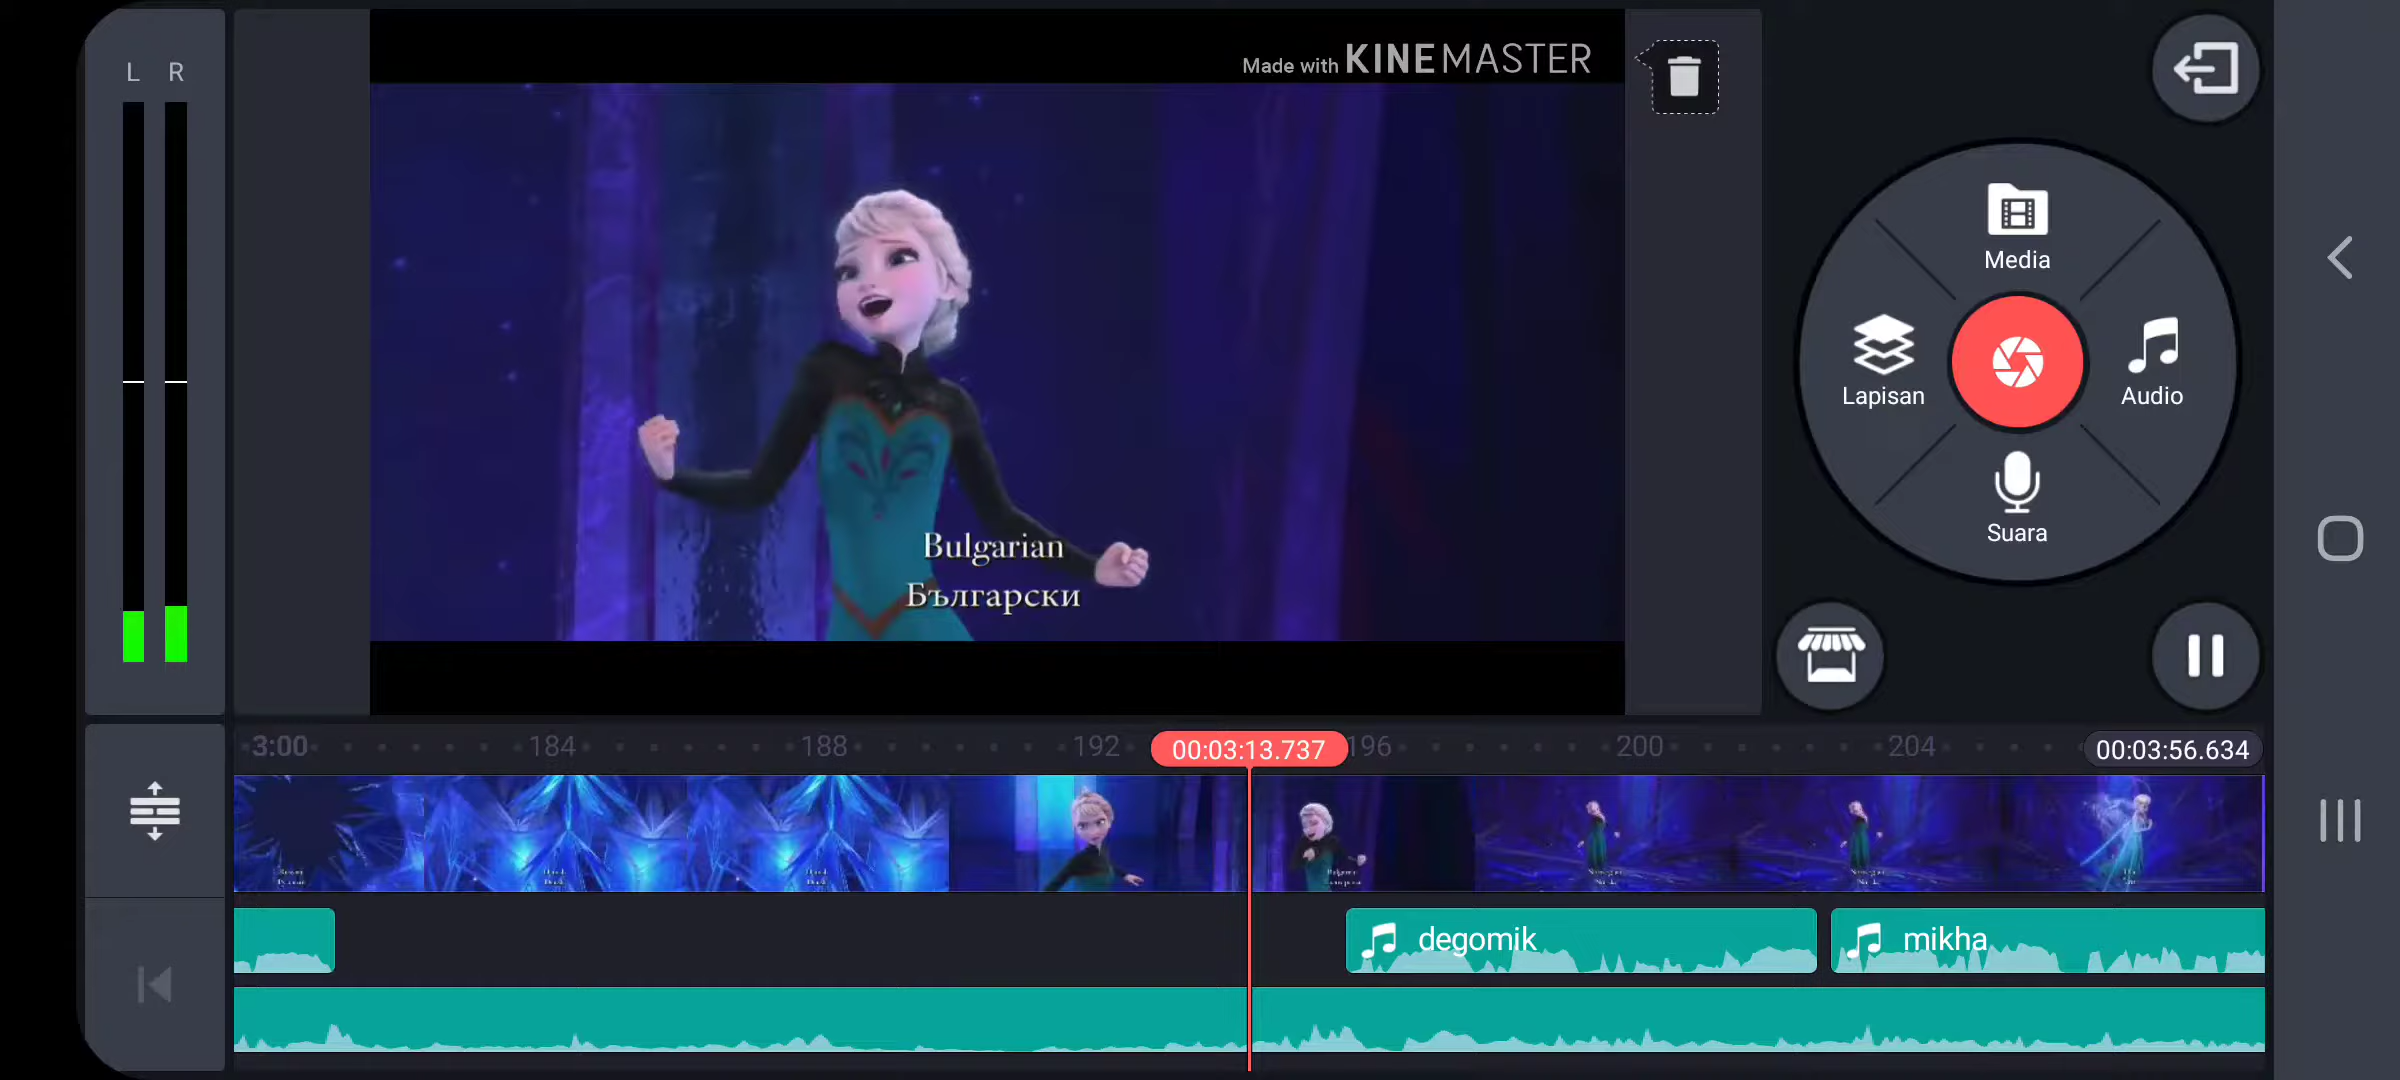 L R
Made with KINEMASTER
Media
Lapisan
Audio
Suara
Bulgarian
Български
3:00 184 188 192 00:03:13.737 196 200 204 00:03:56.634
degomik
mikha